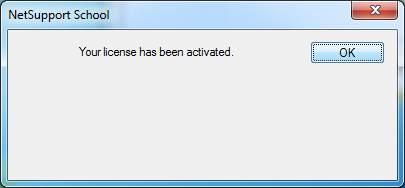 NetSupport School
Your license has been activated.
OK